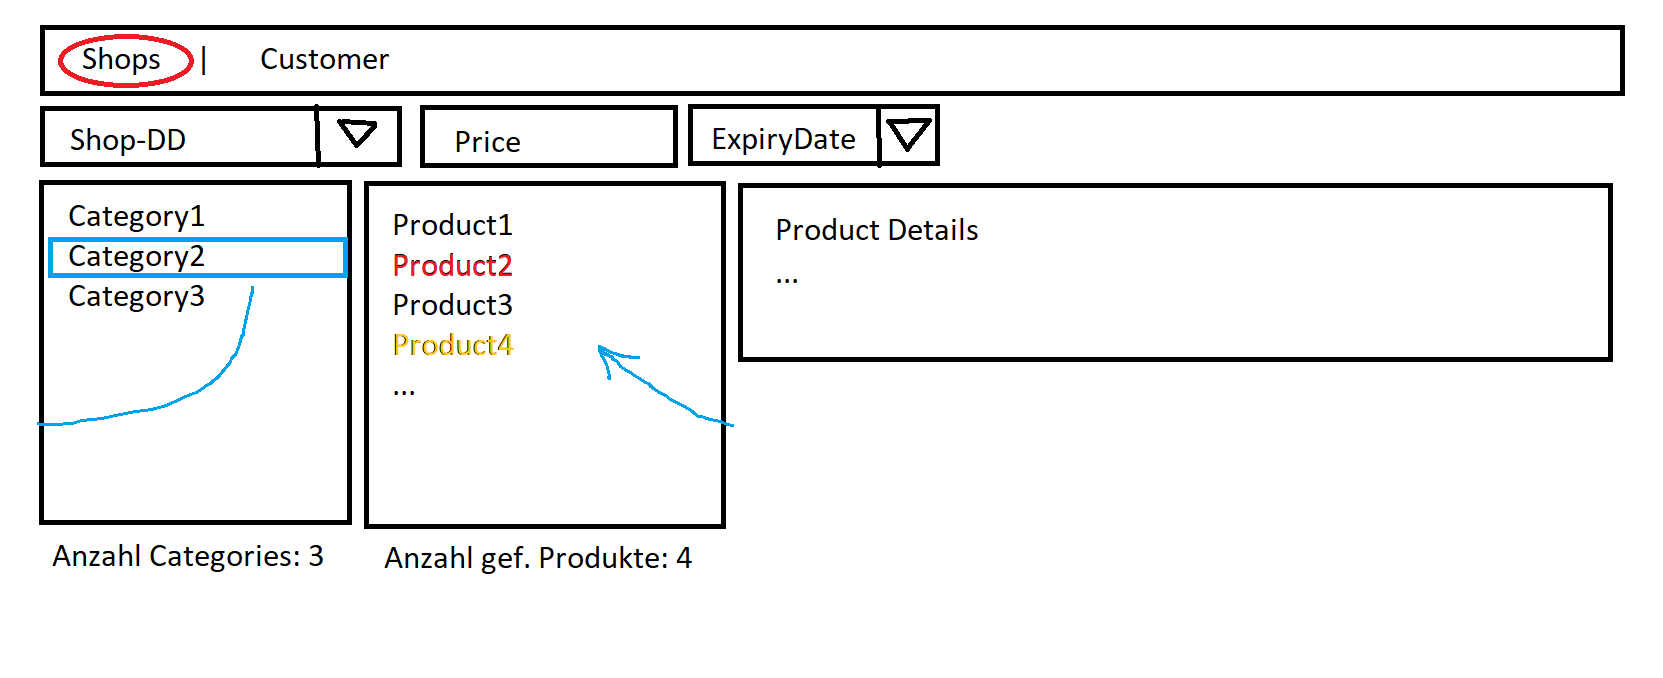 Shops | Customer
Shop-DD Price ExpiryDate
Category1
Category2
Category3
Product1
Product2
Product3
Product4
...
Product Details
...
Anzahl Categories: 3
Anzahl gef. Produkte: 4